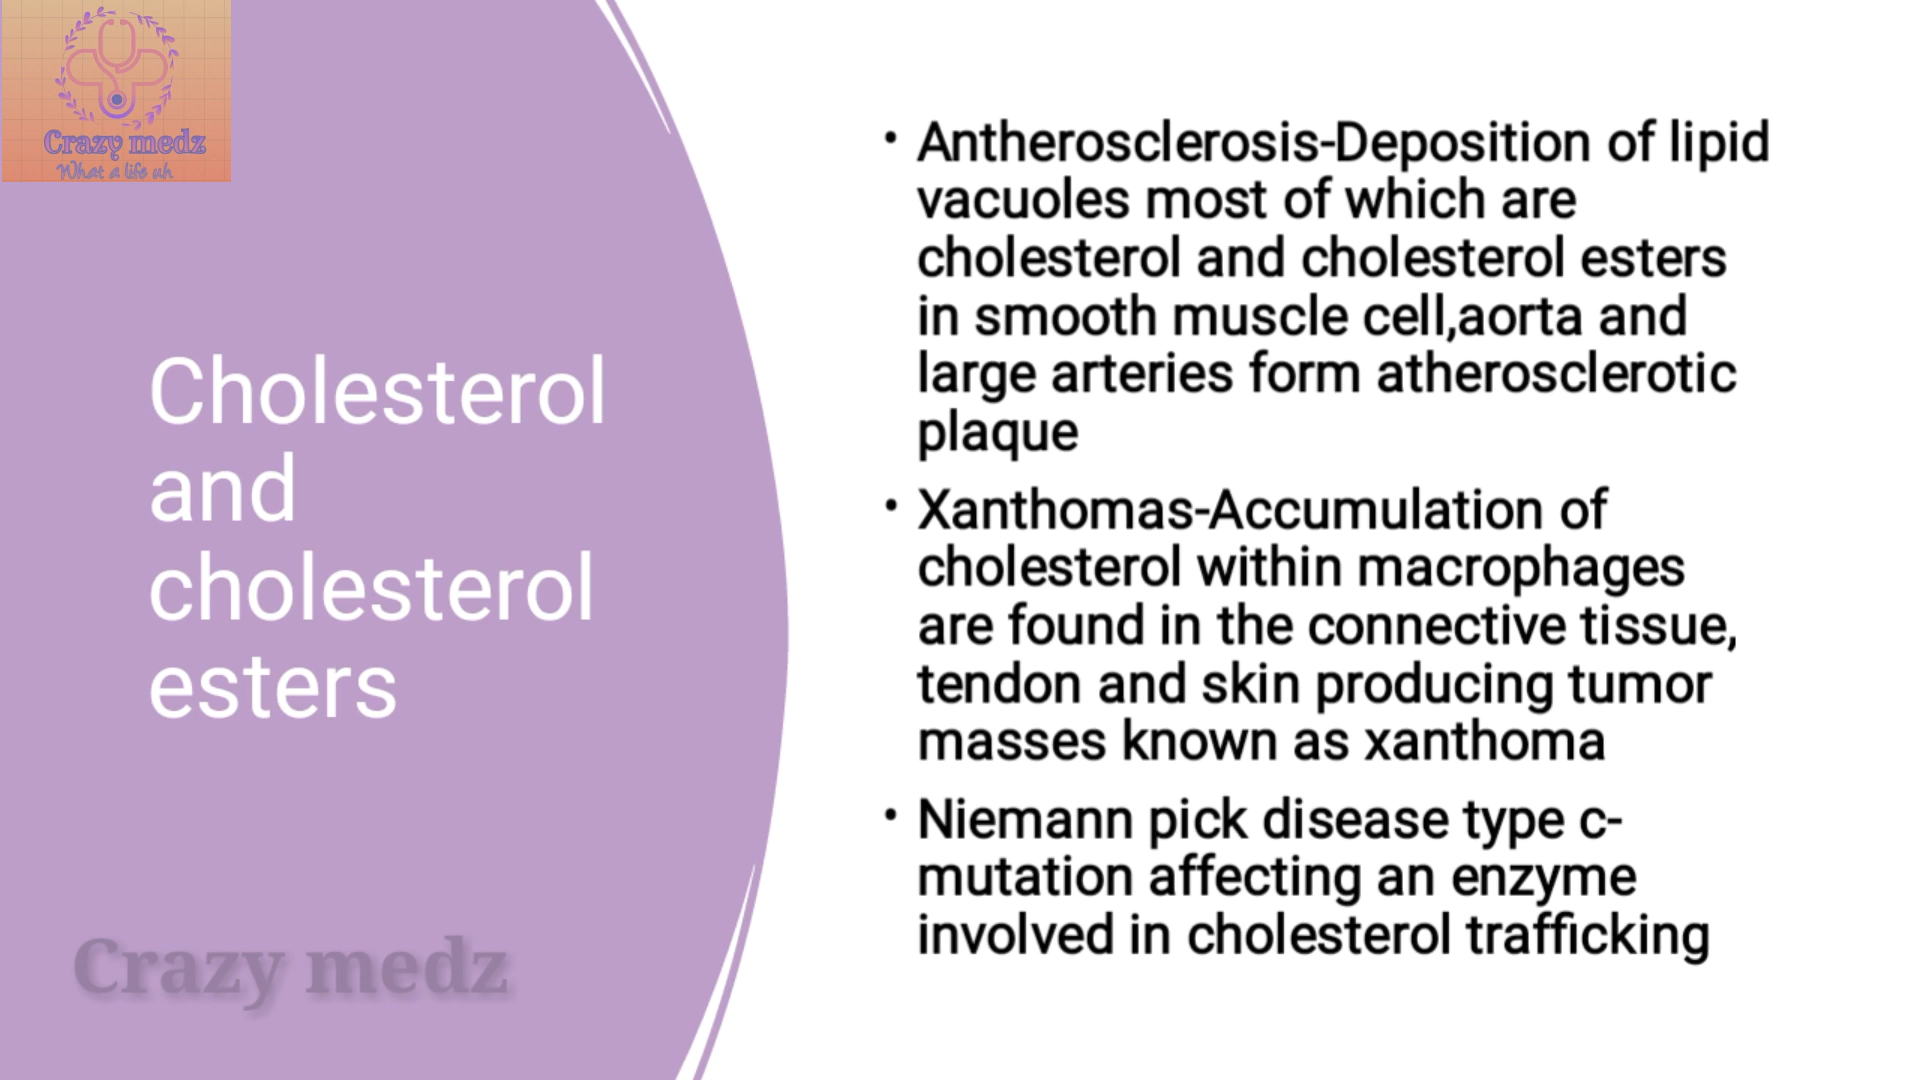 Crazy medz
What a life uh
Cholesterol
and
cholesterol
esters
Crazy medz
• Antherosclerosis-Deposition of lipid
vacuoles most of which are
cholesterol and cholesterol esters
in smooth muscle cell,aorta and
large arteries form atherosclerotic
plaque
• Xanthomas-Accumulation of
cholesterol within macrophages
are found in the connective tissue,
tendon and skin producing tumor
masses known as xanthoma
• Niemann pick disease type c-
mutation affecting an enzyme
involved in cholesterol trafficking